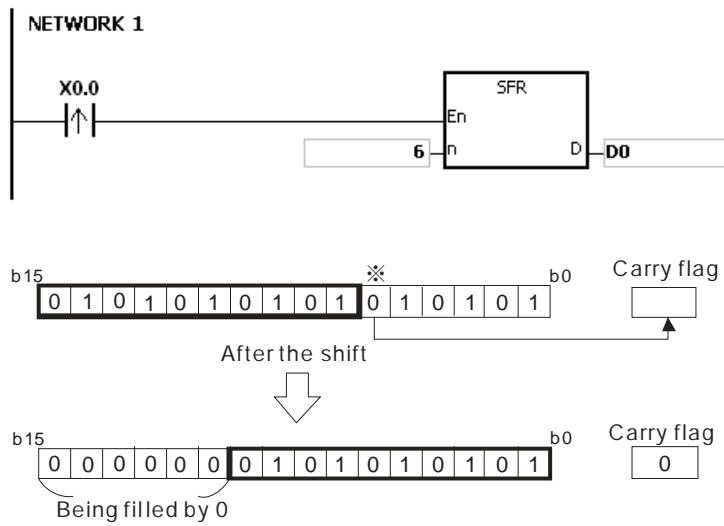 NETWORK 1
X0.0
SFR
En
6 n D D0
b15 ※ b0 Carry flag
0 1 0 1 0 1 0 1 0 1 0 1 0 1 0 1
After the shift
b15 b0 Carry flag
0 0 0 0 0 0 0 1 0 1 0 1 0 1 0 1 0
Being filled by 0